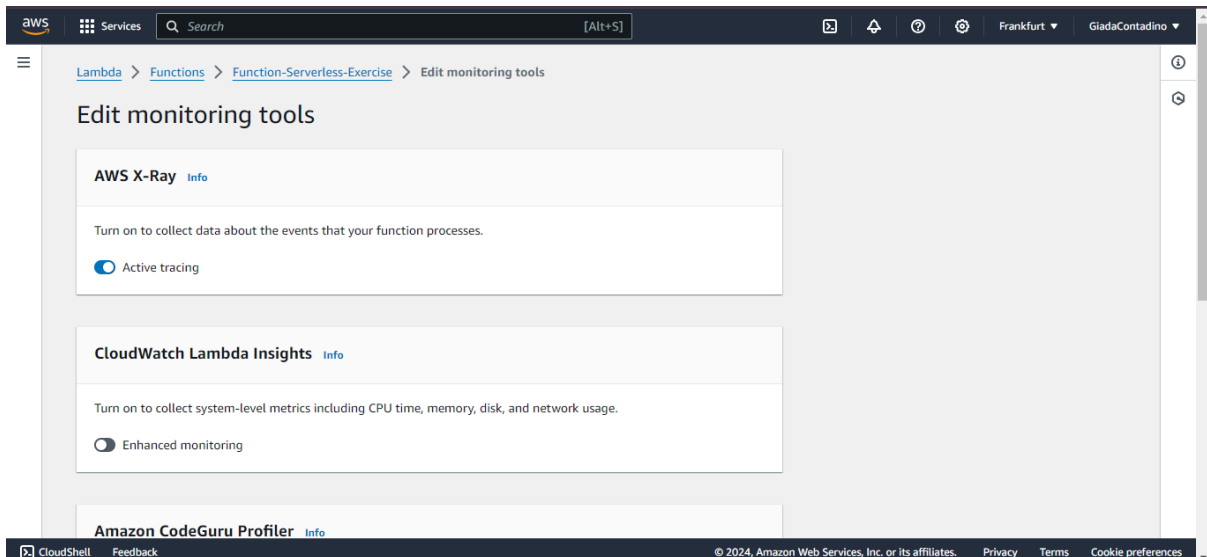 aws Services Search [Alt+S] Frankfurt ▼ GiadaContadino ▼
Lambda > Functions > Function-Serverless-Exercise > Edit monitoring tools
Edit monitoring tools
AWS X-Ray Info
Turn on to collect data about the events that your function processes.
Active tracing
CloudWatch Lambda Insights Info
Turn on to collect system-level metrics including CPU time, memory, disk, and network usage.
Enhanced monitoring
Amazon CodeGuru Profiler Info
CloudShell Feedback © 2024, Amazon Web Services, Inc. or its affiliates. Privacy Terms Cookie preferences